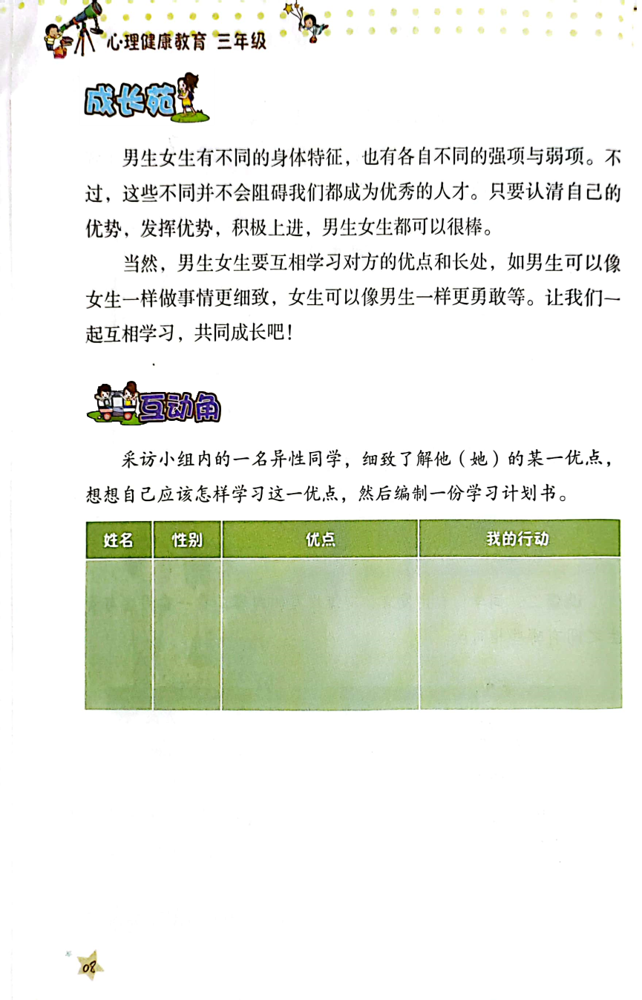 心理健康教育 三年级
成长苑
男生女生有不同的身体特征，也有各自不同的强项与弱项。不
过，这些不同并不会阻碍我们都成为优秀的人才。只要认清自己的
优势，发挥优势，积极上进，男生女生都可以很棒。
当然，男生女生要互相学习对方的优点和长处，如男生可以像
女生一样做事情更细致，女生可以像男生一样更勇敢等。让我们一
起互相学习，共同成长吧！
互动角
采访小组内的一名异性同学，细致了解他（她）的某一优点，
想想自己应该怎样学习这一优点，然后编制一份学习计划书。
姓名 性别 优点 我的行动
08